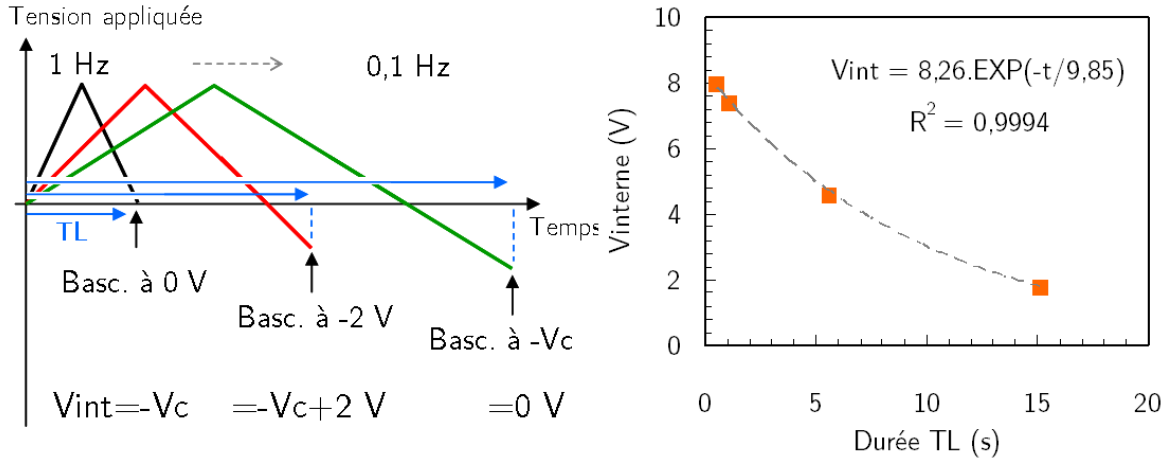 Tension appliquée
1 Hz
0,1 Hz
TL
Temps
Basc. à 0 V
Basc. à -2 V
Basc. à -Vc
Vint=-Vc
=-Vc+2 V
=0 V
Vinterne (V)
10
8
6
4
2
0
Vint = 8,26.EXP(-t/9,85)
R² = 0,9994
0
5
10
15
20
Durée TL (s)